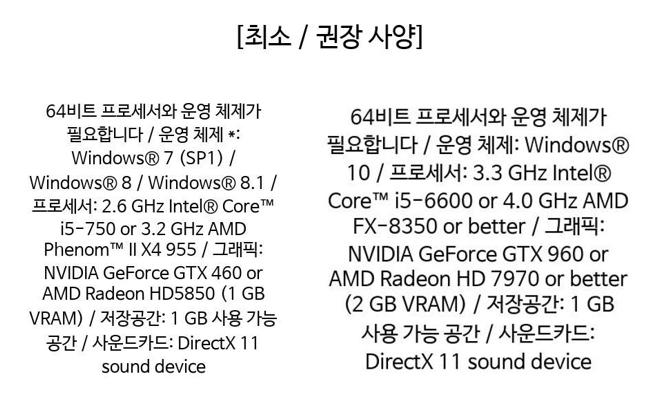 [최소 / 권장 사양]
64비트 프로세서와 운영 체제가
필요합니다 / 운영 체제 *:
Windows® 7 (SP1) /
Windows® 8 / Windows® 8.1 /
프로세서: 2.6 GHz Intel® Core™
i5-750 or 3.2 GHz AMD
Phenom™ II X4 955 / 그래픽:
NVIDIA GeForce GTX 460 or
AMD Radeon HD5850 (1 GB
VRAM) / 저장공간: 1 GB 사용 가능
공간 / 사운드카드: DirectX 11
sound device
64비트 프로세서와 운영 체제가
필요합니다 / 운영 체제: Windows®
10 / 프로세서: 3.3 GHz Intel®
Core™ i5-6600 or 4.0 GHz AMD
FX-8350 or better / 그래픽:
NVIDIA GeForce GTX 960 or
AMD Radeon HD 7970 or better
(2 GB VRAM) / 저장공간: 1 GB
사용 가능 공간 / 사운드카드:
DirectX 11 sound device